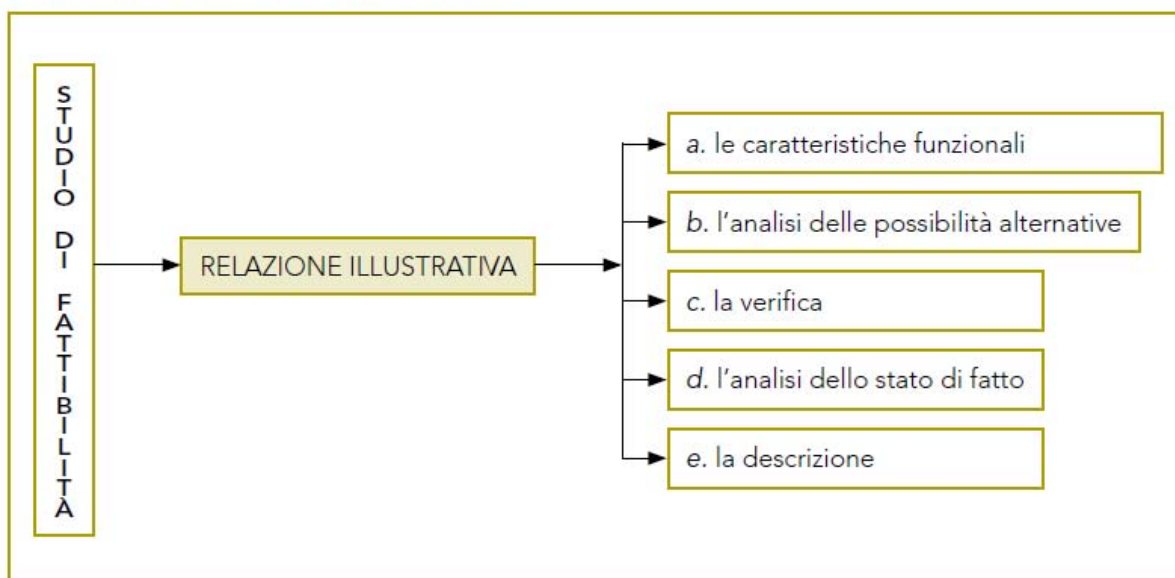 STUDIO DI FATTIBILITÀ
RELAZIONE ILLUSTRATIVA
a. le caratteristiche funzionali
b. l'analisi delle possibilità alternative
c. la verifica
d. l'analisi dello stato di fatto
e. la descrizione